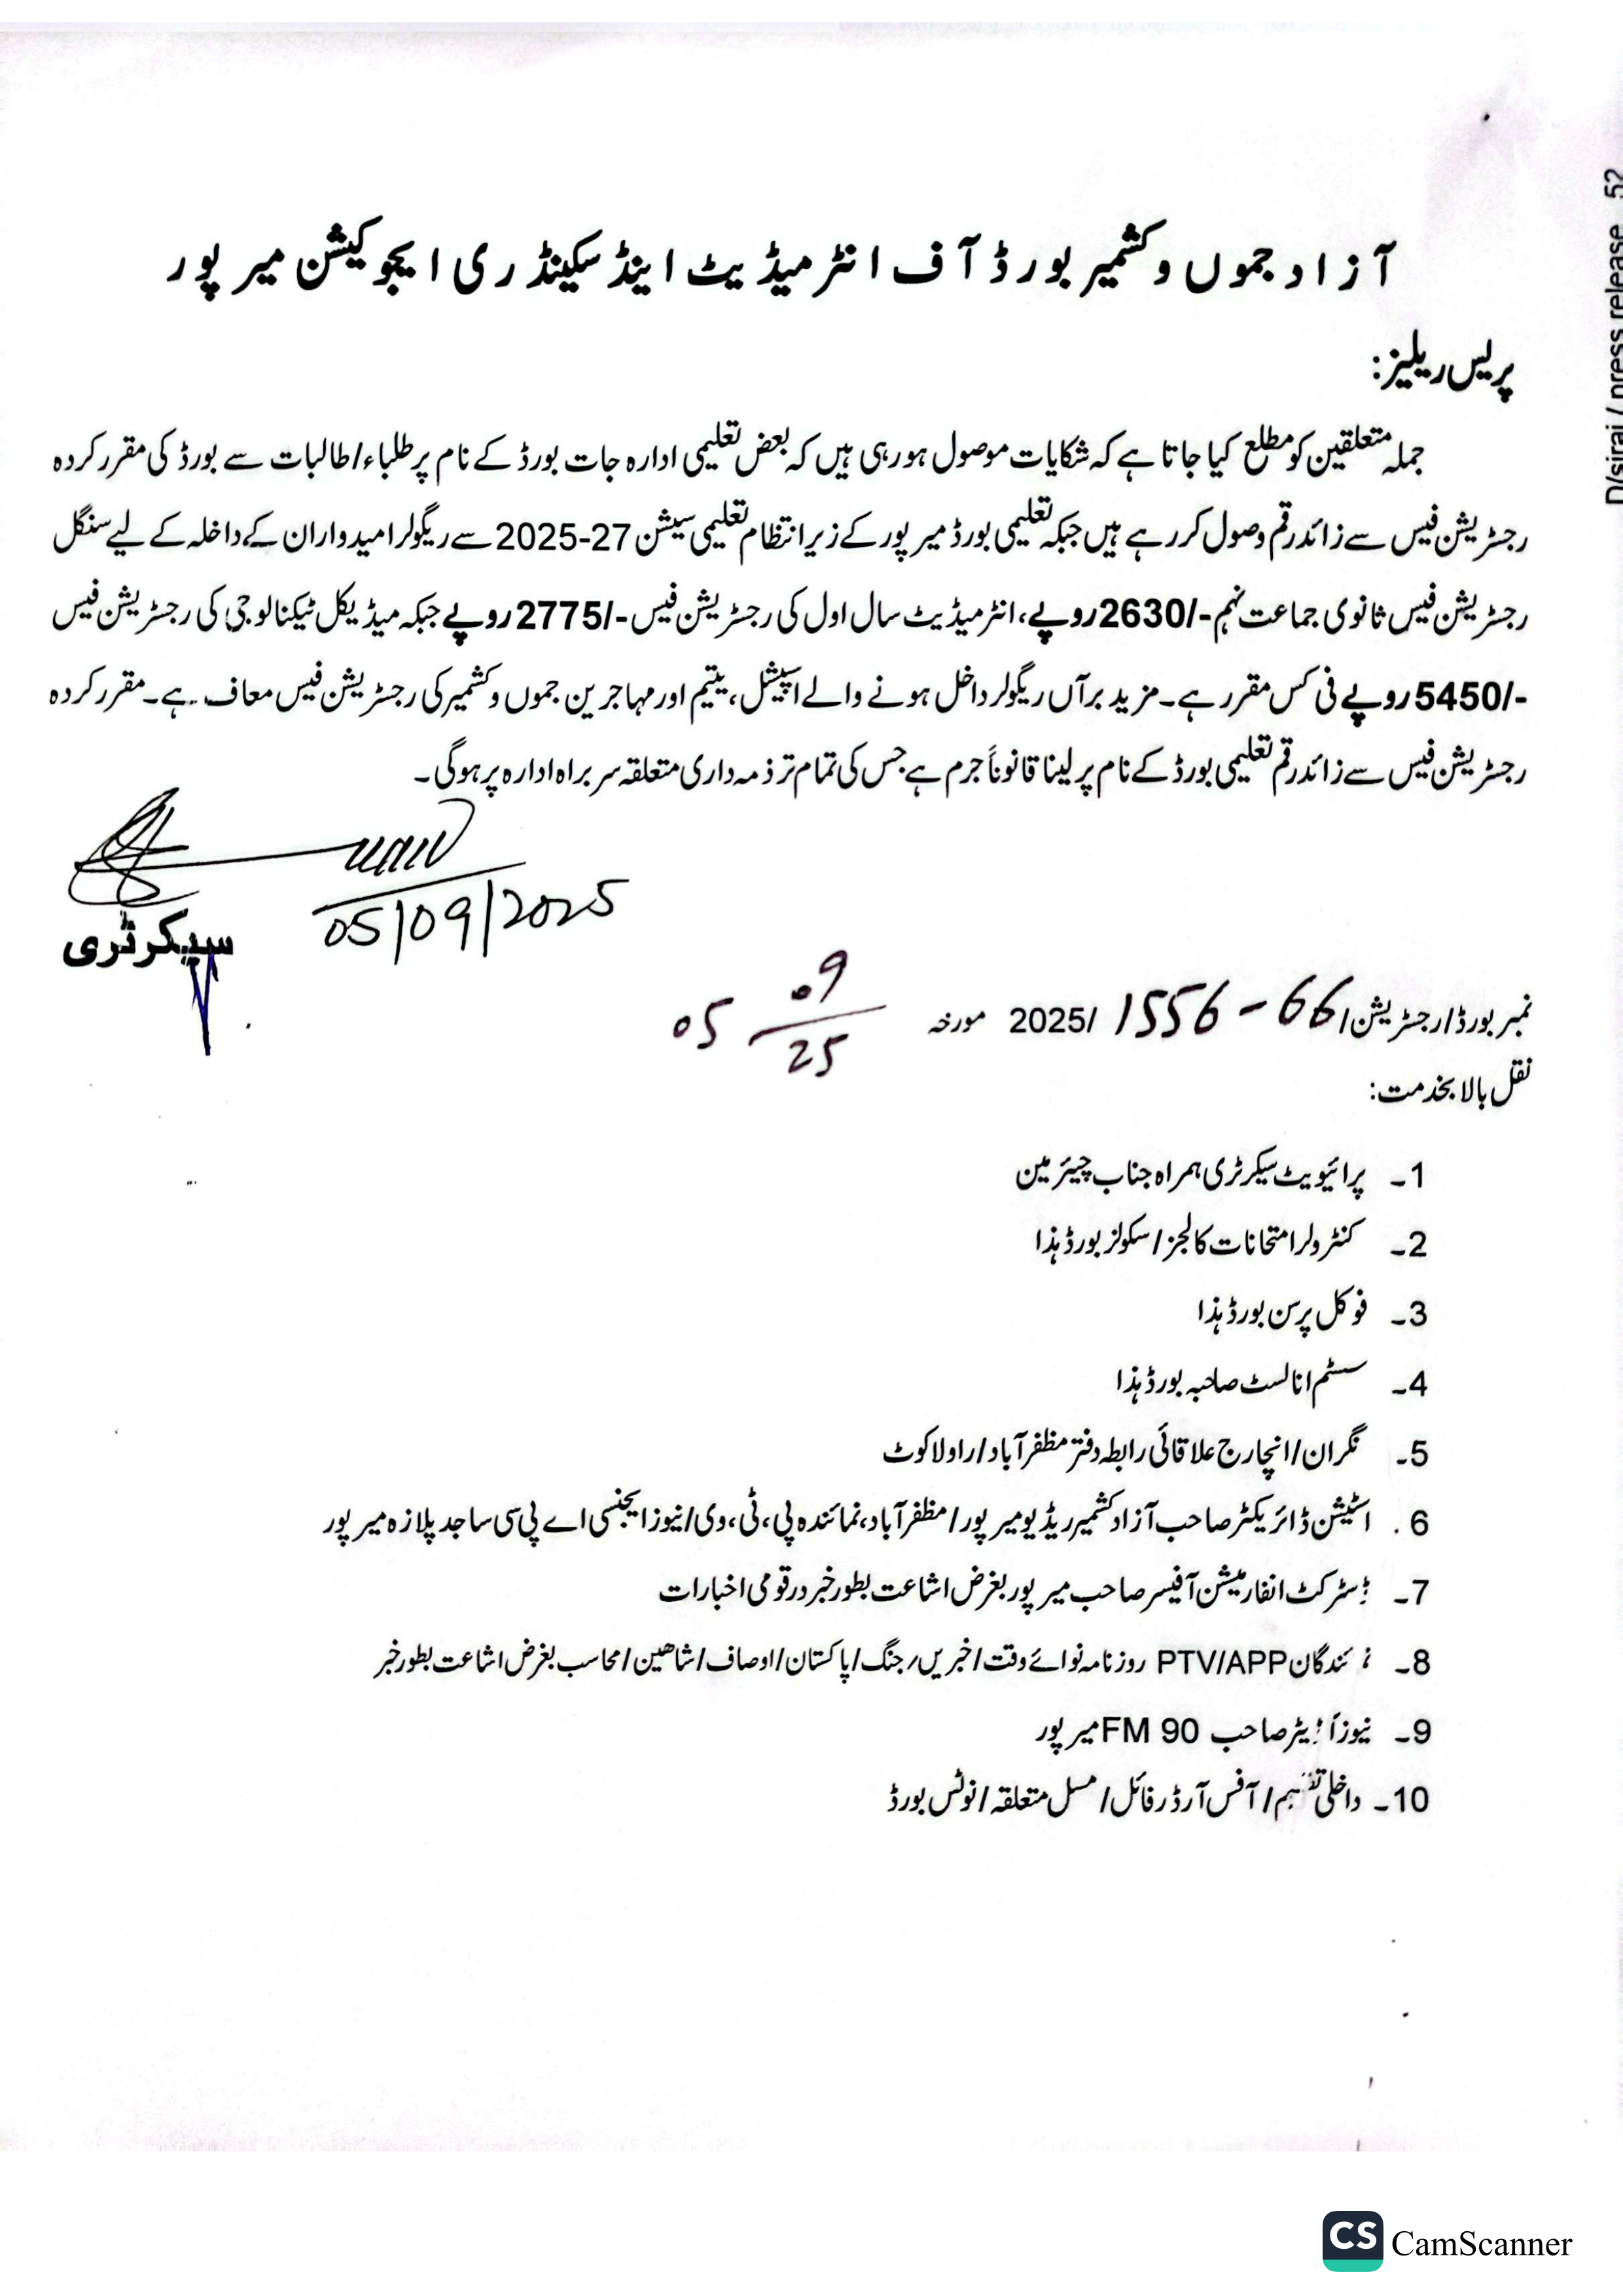 D/siraj / press release 52
آزاد جموں و کشمیر بورڈ آف انٹرمیڈیٹ اینڈ سکینڈری ایجوکیشن میرپور
پریس ریلیز:
جملہ متعلقین کو مطلع کیا جاتا ہے کہ شکایات موصول ہو رہی ہیں کہ بعض تعلیمی ادارہ جات بورڈ کے نام پر طلباء/طالبات سے بورڈ کی مقرر کردہ
رجسٹریشن فیس سے زائد رقم وصول کر رہے ہیں جبکہ تعلیمی بورڈ میرپور کے زیر انتظام تعلیمی سیشن 2025-27 سے ریگولر امیدواران کے داخلہ کے لیے سنگل
رجسٹریشن فیس ثانوی جماعت نہم -/2630 روپے، انٹرمیڈیٹ سال اول کی رجسٹریشن فیس -/2775 روپے جبکہ میڈیکل ٹیکنالوجی کی رجسٹریشن فیس
-/5450 روپے فی کس مقرر ہے۔ مزید برآں ریگولر داخل ہونے والے اسپیشل، یتیم اور مہاجرین جموں و کشمیر کی رجسٹریشن فیس معاف ہے۔ مقرر کردہ
رجسٹریشن فیس سے زائد رقم تعلیمی بورڈ کے نام پر لینا قانوناً جرم ہے جس کی تمام تر ذمہ داری متعلقہ سربراہ ادارہ پر ہوگی۔
05/09/2025
سیکرٹری
نمبر بورڈ/رجسٹریشن/ 1556-66 /2025 مورخہ 05 09/25
نقل بالا بخدمت:
1۔ پرائیویٹ سیکرٹری ہمراہ جناب چیئرمین
2۔ کنٹرولر امتحانات کالجز/سکولز بورڈ ہذا
3۔ فوکل پرسن بورڈ ہذا
4۔ سسٹم انالسٹ صاحبہ بورڈ ہذا
5۔ نگران/انچارج علاقائی رابطہ دفتر مظفرآباد/راولاکوٹ
6. اسٹیشن ڈائریکٹر صاحب آزاد کشمیر ریڈیو میرپور/مظفرآباد، نمائندہ پی، ٹی، وی/نیوز ایجنسی اے پی سی ساجد پلازہ میرپور
7۔ ڈسٹرکٹ انفارمیشن آفیسر صاحب میرپور بغرض اشاعت بطور خبر در قومی اخبارات
8۔ نمائندگان PTV/APP روزنامہ نوائے وقت/خبریں/جنگ/پاکستان/اوصاف/شاھین/محاسب بغرض اشاعت بطور خبر
9۔ نیوز ایڈیٹر صاحب FM 90 میرپور
10۔ داخلی تفہیم/آفس آرڈر فائل/مسل متعلقہ/نوٹس بورڈ
CS CamScanner